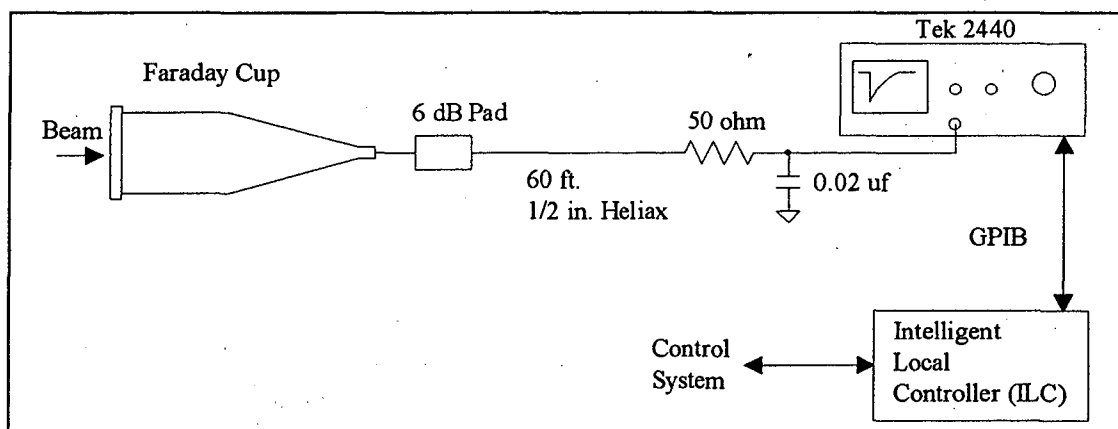 Tek 2440
Faraday Cup
6 dB Pad
Beam
50 ohm
60 ft.
1/2 in. Heliax
0.02 uf
GPIB
Control
System
Intelligent
Local
Controller (ILC)